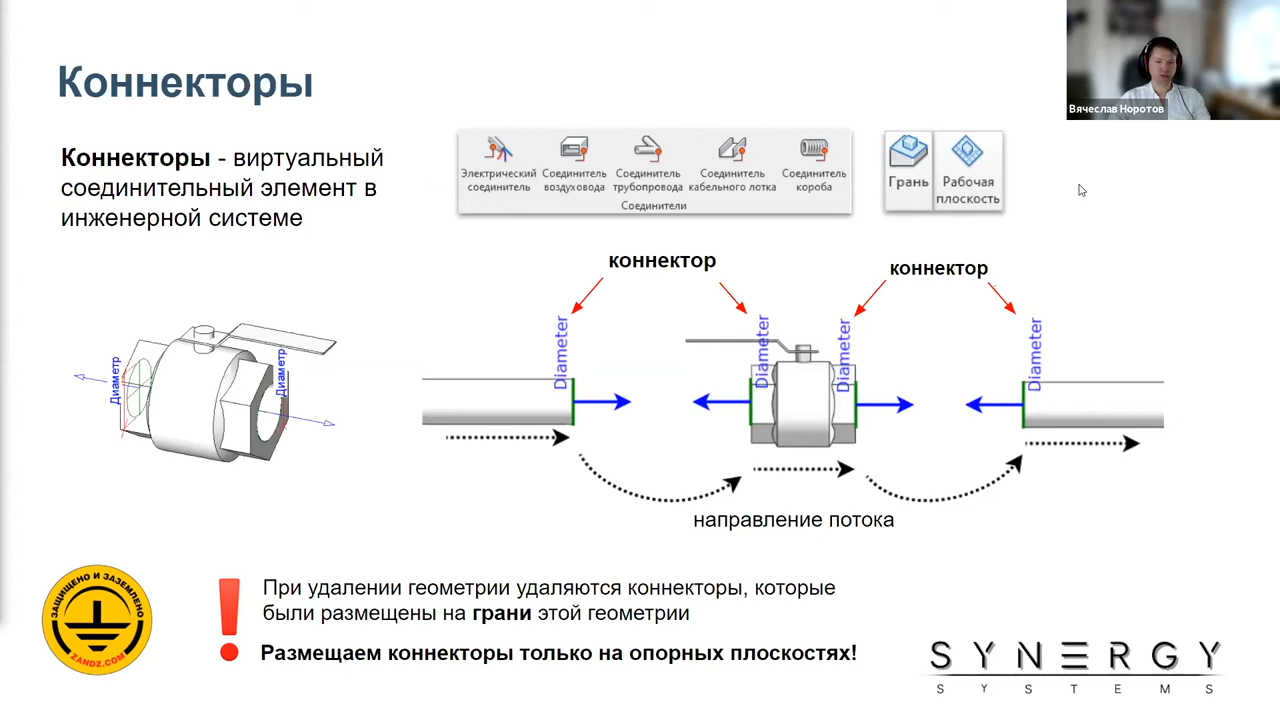 Коннекторы
Вячеслав Норотов
Коннекторы - виртуальный
соединительный элемент в
инженерной системе
Электрический
соединитель
Соединитель
воздуховода
Соединитель
трубопровода
Соединитель
кабельного лотка
Соединитель
короба
Соединители
Грань
Рабочая
плоскость
коннектор
коннектор
Диаметр
Диаметр
Diameter
Diameter
Diameter
Diameter
направление потока
ЗАЩИЩЕНО И ЗАЗЕМЛЕНО
ZANDZ.COM
При удалении геометрии удаляются коннекторы, которые
были размещены на грани этой геометрии
Размещаем коннекторы только на опорных плоскостях!
SYNERGY
SYSTEMS